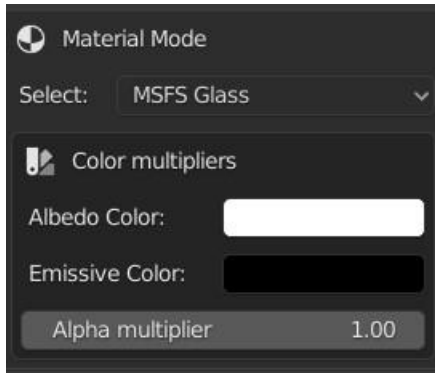 Material Mode
Select: MSFS Glass
Color multipliers
Albedo Color:
Emissive Color:
Alpha multiplier 1.00